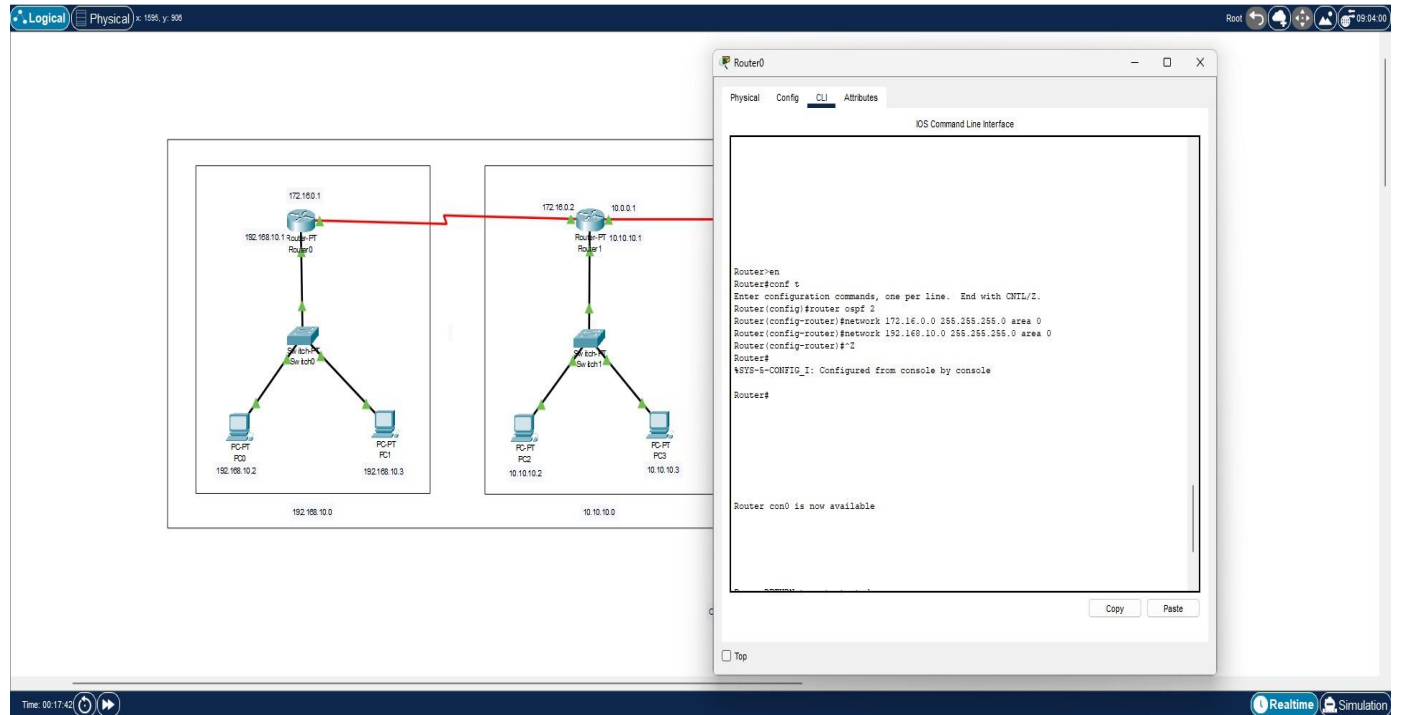 Logical Physical x: 1595, y: 906 Root 09:04:00
Router0
Physical Config CLI Attributes
IOS Command Line Interface
172.16.0.1
172.16.0.2 10.0.0.1
192.168.10.1 Router-PT
Router0
Router-PT 10.10.10.1
Router1
Switch-PT
Switch0
Switch-PT
Switch1
PC-PT
PC0
192.168.10.2
PC-PT
PC1
192.168.10.3
PC-PT
PC2
10.10.10.2
PC-PT
PC3
10.10.10.3
192.168.10.0
10.10.10.0
Router>en
Router#conf t
Enter configuration commands, one per line. End with CNTL/Z.
Router(config)#router ospf 2
Router(config-router)#network 172.16.0.0 255.255.255.0 area 0
Router(config-router)#network 192.168.10.0 255.255.255.0 area 0
Router(config-router)#^Z
Router#
%SYS-5-CONFIG_I: Configured from console by console
Router#
Router con0 is now available
Copy Paste
Top
Time: 00:17:42 Realtime Simulation